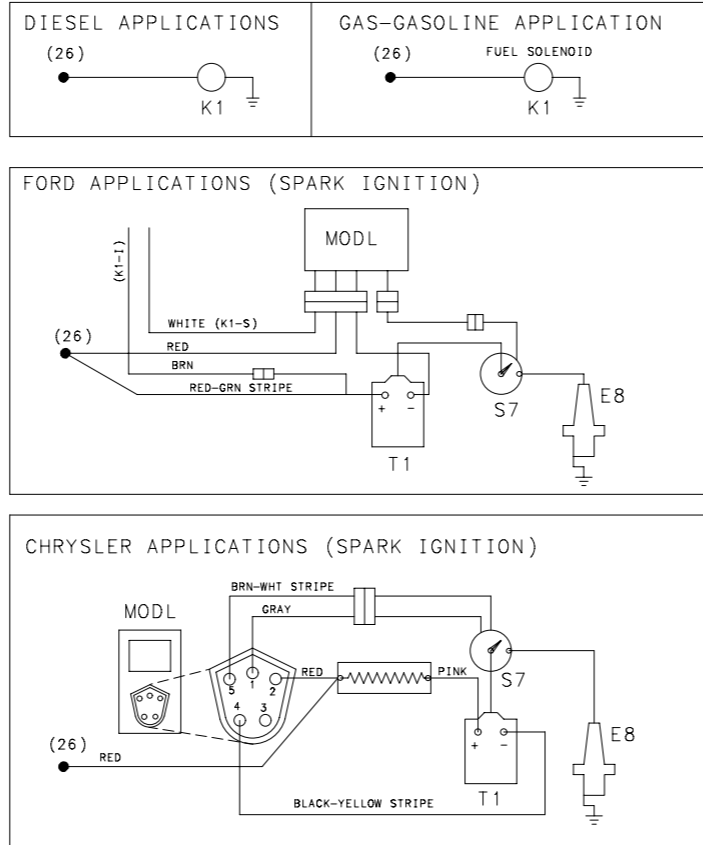 DIESEL APPLICATIONS
(26)
K1
GAS-GASOLINE APPLICATION
(26)
FUEL SOLENOID
K1
FORD APPLICATIONS (SPARK IGNITION)
MODL
(K1-I)
WHITE (K1-S)
(26)
RED
BRN
RED-GRN STRIPE
+ -
T1
S7
E8
CHRYSLER APPLICATIONS (SPARK IGNITION)
BRN-WHT STRIPE
MODL
GRAY
5 1 2
RED
PINK
S7
4 3
(26)
RED
+ -
E8
BLACK-YELLOW STRIPE
T1